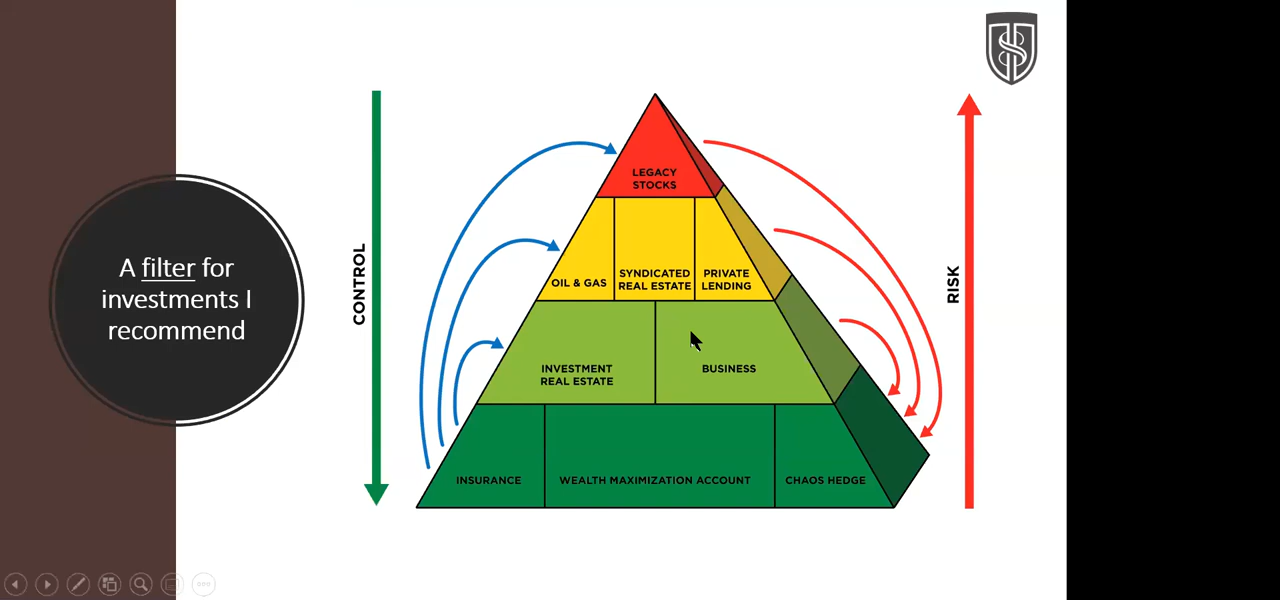 A filter for
investments I
recommend
CONTROL
RISK
LEGACY
STOCKS
OIL & GAS
SYNDICATED
REAL ESTATE
PRIVATE
LENDING
INVESTMENT
REAL ESTATE
BUSINESS
INSURANCE
WEALTH MAXIMIZATION ACCOUNT
CHAOS HEDGE